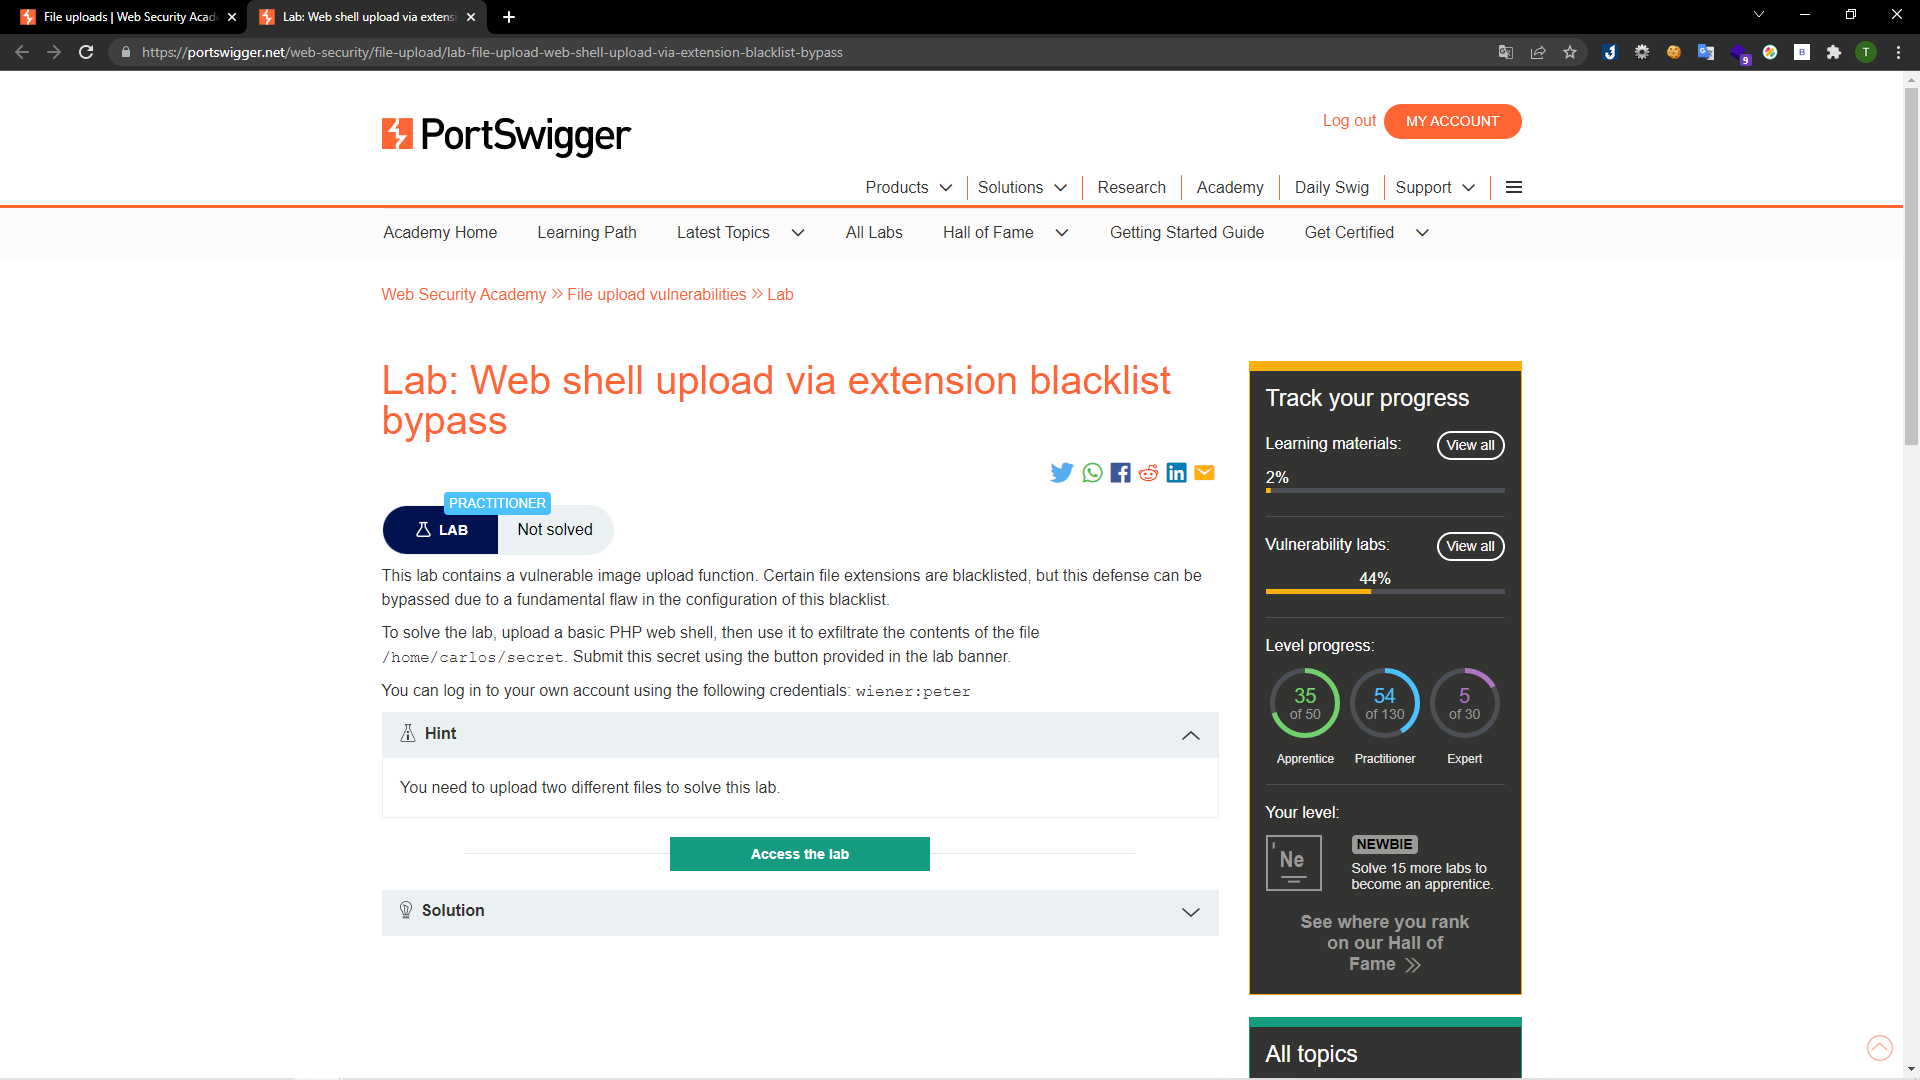 File uploads | Web Security Acad
Lab: Web shell upload via extensi
https://portswigger.net/web-security/file-upload/lab-file-upload-web-shell-upload-via-extension-blacklist-bypass
9
B
T
PortSwigger
Log out
MY ACCOUNT
Products
Solutions
Research
Academy
Daily Swig
Support
Academy Home
Learning Path
Latest Topics
All Labs
Hall of Fame
Getting Started Guide
Get Certified
Web Security Academy » File upload vulnerabilities » Lab
Lab: Web shell upload via extension blacklist
bypass
PRACTITIONER
LAB
Not solved
This lab contains a vulnerable image upload function. Certain file extensions are blacklisted, but this defense can be
bypassed due to a fundamental flaw in the configuration of this blacklist.
To solve the lab, upload a basic PHP web shell, then use it to exfiltrate the contents of the file
/home/carlos/secret. Submit this secret using the button provided in the lab banner.
You can log in to your own account using the following credentials: wiener:peter
Hint
You need to upload two different files to solve this lab.
Access the lab
Solution
Track your progress
Learning materials:
View all
2%
Vulnerability labs:
View all
44%
Level progress:
35
of 50
54
of 130
5
of 30
Apprentice
Practitioner
Expert
Your level:
Ne
NEWBIE
Solve 15 more labs to
become an apprentice.
See where you rank
on our Hall of
Fame »
All topics